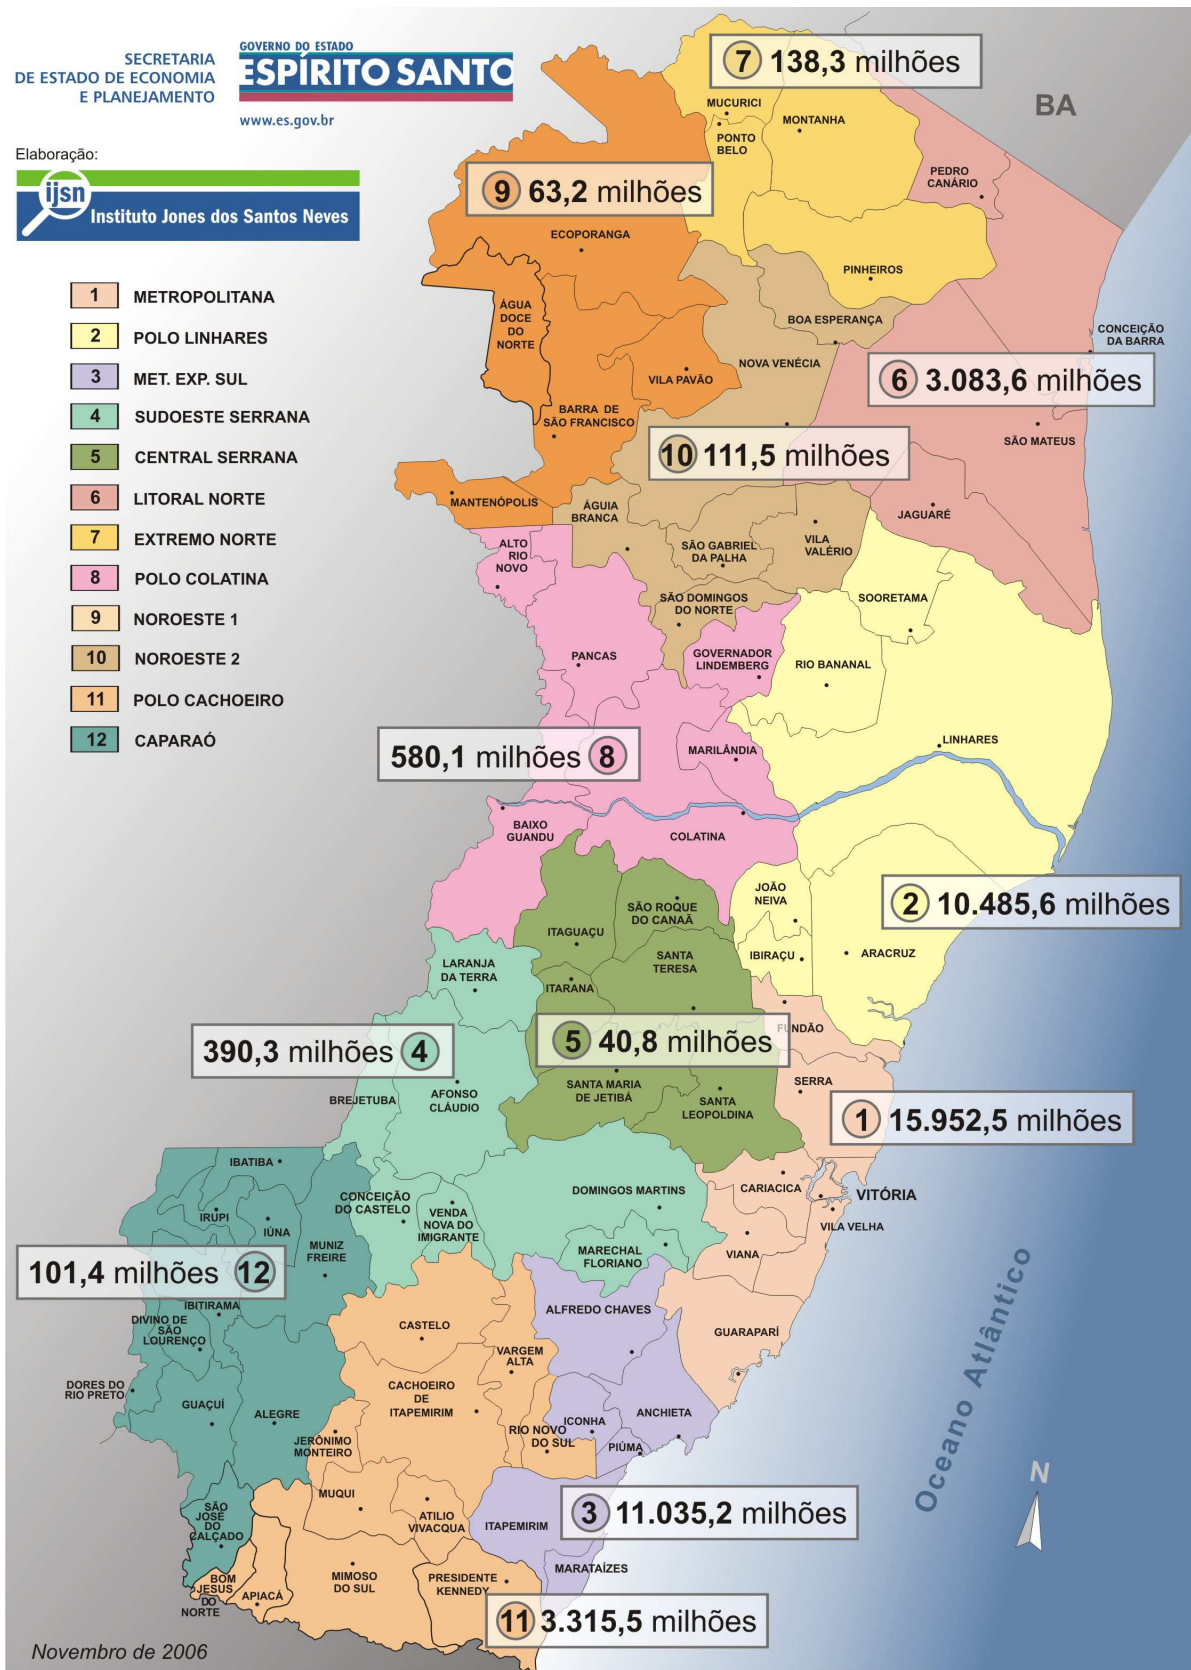 SECRETARIA
DE ESTADO DE ECONOMIA
E PLANEJAMENTO
GOVERNO DO ESTADO
ESPÍRITO SANTO
www.es.gov.br
Elaboração:
ijsn
Instituto Jones dos Santos Neves
1 METROPOLITANA
2 POLO LINHARES
3 MET. EXP. SUL
4 SUDOESTE SERRANA
5 CENTRAL SERRANA
6 LITORAL NORTE
7 EXTREMO NORTE
8 POLO COLATINA
9 NOROESTE 1
10 NOROESTE 2
11 POLO CACHOEIRO
12 CAPARAÓ
7 138,3 milhões
BA
MUCURICI
MONTANHA
PONTO
BELO
PEDRO
CANÁRIO
9 63,2 milhões
ECOPORANGA
PINHEIROS
ÁGUA
DOCE
DO
NORTE
BOA ESPERANÇA
CONCEIÇÃO
DA BARRA
NOVA VENÉCIA
VILA PAVÃO
6 3.083,6 milhões
BARRA DE
SÃO FRANCISCO
SÃO MATEUS
10 111,5 milhões
MANTENÓPOLIS
ÁGUIA
BRANCA
JAGUARÉ
ALTO
RIO
NOVO
SÃO GABRIEL
DA PALHA
VILA
VALÉRIO
SÃO DOMINGOS
DO NORTE
SOORETAMA
PANCAS
GOVERNADOR
LINDEMBERG
RIO BANANAL
580,1 milhões 8
MARILÂNDIA
LINHARES
BAIXO
GUANDU
COLATINA
JOÃO
NEIVA
2 10.485,6 milhões
SÃO ROQUE
DO CANAÃ
ITAGUAÇU
SANTA
TERESA
IBIRAÇU
ARACRUZ
LARANJA
DA TERRA
ITARANA
FUNDÃO
390,3 milhões 4
5 40,8 milhões
BREJETUBA
AFONSO
CLÁUDIO
SANTA MARIA
DE JETIBÁ
SANTA
LEOPOLDINA
SERRA
1 15.952,5 milhões
IBATIBA
CONCEIÇÃO
DO CASTELO
DOMINGOS MARTINS
CARIACICA
VITÓRIA
IRUPI
IÚNA
VENDA
NOVA DO
IMIGRANTE
VILA VELHA
MUNIZ
FREIRE
MARECHAL
FLORIANO
VIANA
101,4 milhões 12
IBITIRAMA
DIVINO DE
SÃO
LOURENÇO
ALFREDO CHAVES
CASTELO
GUARAPARÍ
VARGEM
ALTA
DORES DO
RIO PRETO
GUAÇUÍ
CACHOEIRO
DE
ITAPEMIRIM
ALEGRE
ICONHA
ANCHIETA
JERÔNIMO
MONTEIRO
RIO NOVO
DO SUL
PIÚMA
Oceano Atlântico
N
MUQUI
SÃO
JOSÉ
DO
CALÇADO
ATILIO
VIVACQUA
ITAPEMIRIM
3 11.035,2 milhões
MARATAÍZES
BOM
JESUS
DO
NORTE
APIACÁ
MIMOSO
DO SUL
PRESIDENTE
KENNEDY
11 3.315,5 milhões
Novembro de 2006